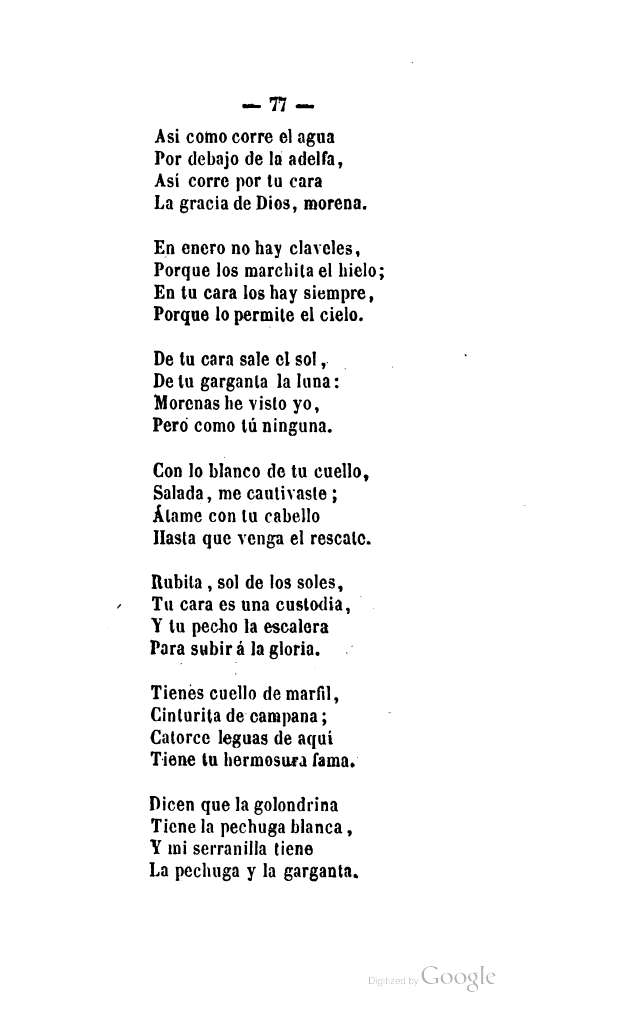 — 77 —
Asi como corre el agua
Por debajo de la adelfa,
Así corre por tu cara
La gracia de Dios, morena.
En enero no hay claveles,
Porque los marchita el hielo;
En tu cara los hay siempre,
Porque lo permite el cielo.
De tu cara sale el sol,
De tu garganta la luna:
Morenas he visto yo,
Pero como tú ninguna.
Con lo blanco de tu cuello,
Salada, me cautivaste;
Átame con tu cabello
Hasta que venga el rescate.
Rubita, sol de los soles,
Tu cara es una custodia,
Y tu pecho la escalera
Para subir á la gloria.
Tienes cuello de marfil,
Cinturita de campana;
Catorce leguas de aquí
Tiene tu hermosura fama.
Dicen que la golondrina
Tiene la pechuga blanca,
Y mi serranilla tiene
La pechuga y la garganta.
Digitized by Google